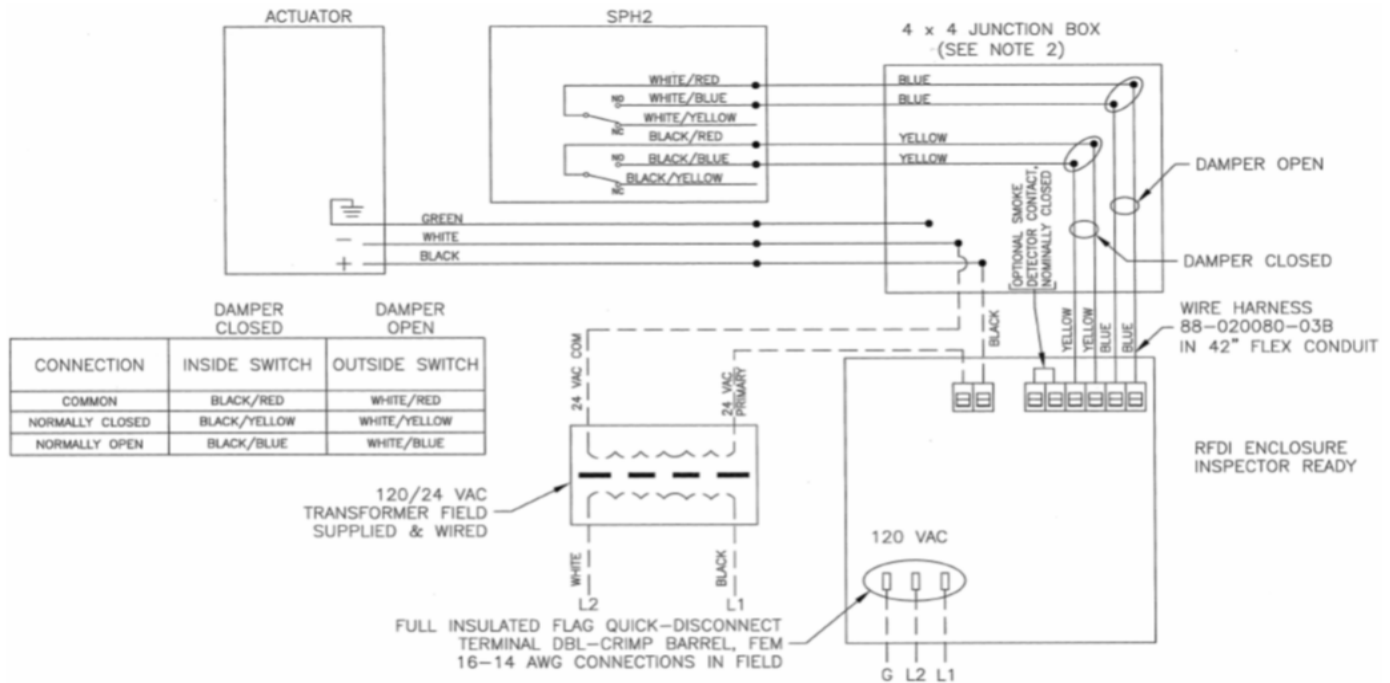 ACTUATOR
SPH2
4 x 4 JUNCTION BOX
(SEE NOTE 2)
WHITE/RED
NO
WHITE/BLUE
WHITE/YELLOW
NC
BLACK/RED
NO
BLACK/BLUE
BLACK/YELLOW
NC
BLUE
BLUE
YELLOW
YELLOW
DAMPER OPEN
DAMPER CLOSED
OPTIONAL SMOKE
DETECTOR CONTACT,
NOMINALLY CLOSED
GREEN
WHITE
BLACK
−
+
WIRE HARNESS
88-020080-03B
IN 42" FLEX CONDUIT
BLACK
YELLOW
YELLOW
BLUE
BLUE
DAMPER
CLOSED
DAMPER
OPEN
CONNECTION
INSIDE SWITCH
OUTSIDE SWITCH
COMMON
BLACK/RED
WHITE/RED
NORMALLY CLOSED
BLACK/YELLOW
WHITE/YELLOW
NORMALLY OPEN
BLACK/BLUE
WHITE/BLUE
24 VAC COM
24 VAC
PRIMARY
RFDI ENCLOSURE
INSPECTOR READY
120/24 VAC
TRANSFORMER FIELD
SUPPLIED & WIRED
WHITE
BLACK
L2
L1
120 VAC
FULL INSULATED FLAG QUICK-DISCONNECT
TERMINAL DBL-CRIMP BARREL, FEM
16-14 AWG CONNECTIONS IN FIELD
G L2 L1